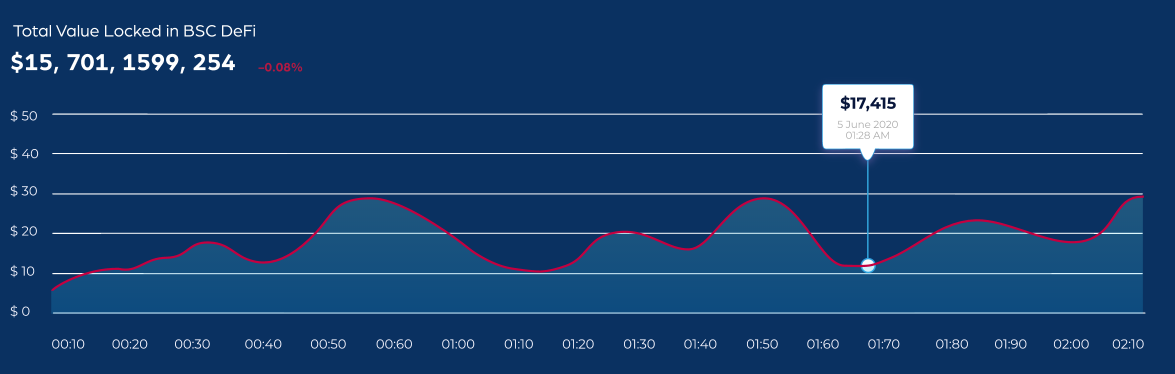 Total Value Locked in BSC DeFi
$15, 701, 1599, 254 -0.08%
$17,415
5 June 2020
01:28 AM
$ 50
$ 40
$ 30
$ 20
$ 10
$ 0
00:10 00:20 00:30 00:40 00:50 00:60 01:00 01:10 01:20 01:30 01:40 01:50 01:60 01:70 01:80 01:90 02:00 02:10